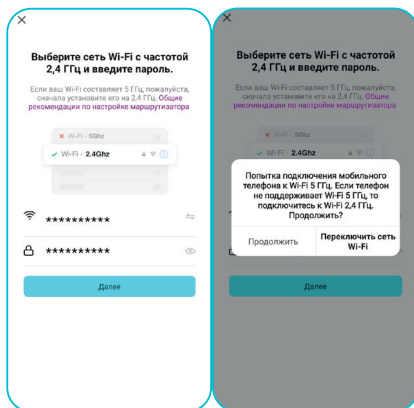 Выберите сеть Wi-Fi с частотой
2,4 ГГц и введите пароль.
Если ваш Wi-Fi составляет 5 ГГц, пожалуйста,
сначала установите его на 2,4 ГГц. Общие
рекомендации по настройке маршрутизатора
Wi-Fi - 5Ghz
Wi-Fi - 2.4Ghz
**********
**********
Далее
Выберите сеть Wi-Fi с частотой
2,4 ГГц и введите пароль.
Если ваш Wi-Fi составляет 5 ГГц, пожалуйста,
сначала установите его на 2,4 ГГц. Общие
рекомендации по настройке маршрутизатора
Wi-Fi - 5Ghz
Wi-Fi - 2.4Ghz
Попытка подключения мобильного
телефона к Wi-Fi 5 ГГц. Если телефон
не поддерживает Wi-Fi 5 ГГц, то
подключитесь к Wi-Fi 2,4 ГГц.
Продолжить?
Продолжить
Переключить сеть
Wi-Fi
Далее